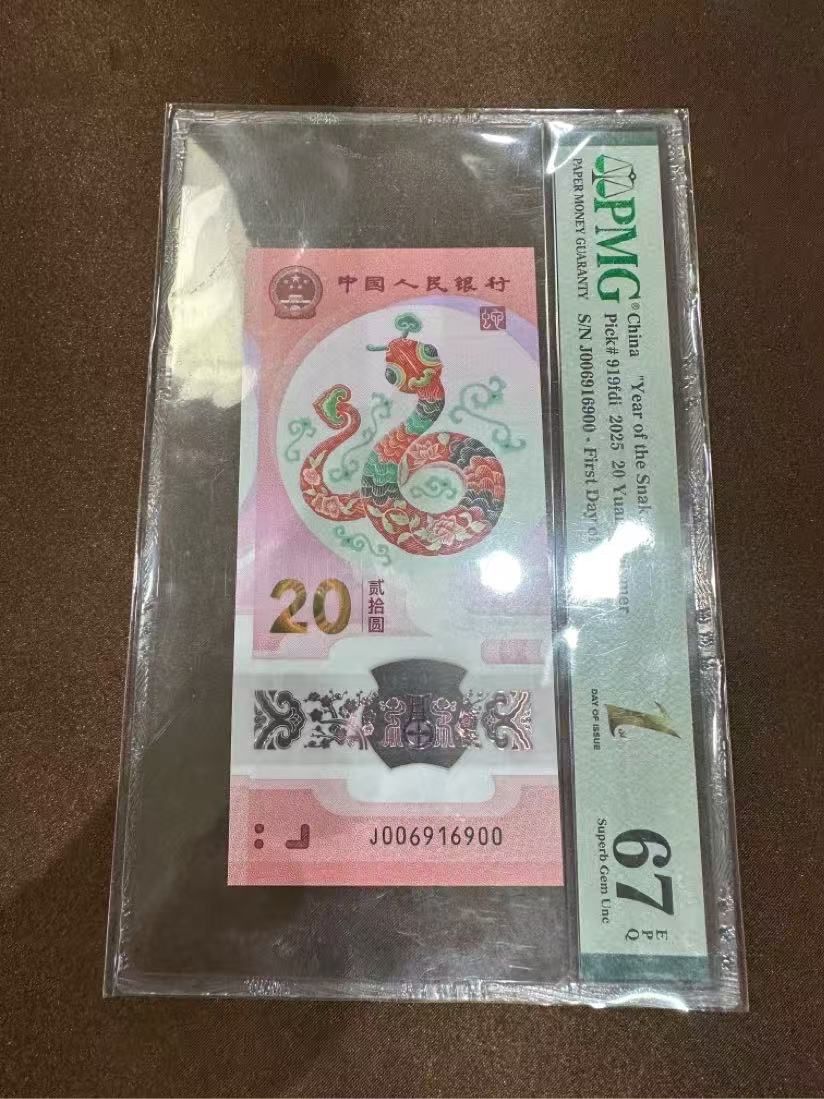 中国人民银行
蛇
20
贰拾圆
J006916900
PMG®
PAPER MONEY GUARANTY
China "Year of the Snak
Pick# 919fdi 2025 20 Yuan
S/N J006916900 - First Day of
DAY OF ISSUE
67
EPQ
Superb Gem Unc